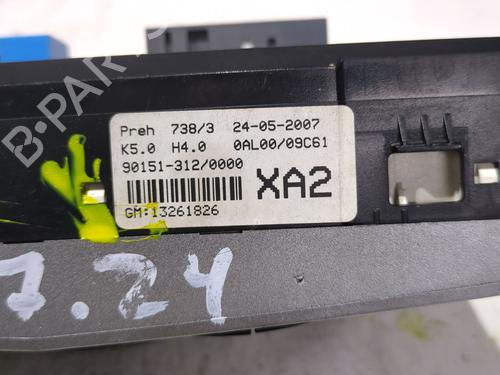 B-PARTS
Preh 738/3 24-05-2007
K5.0 H4.0 0AL00/09C61
90151-312/0000
XA2
GM:13261826
7.24